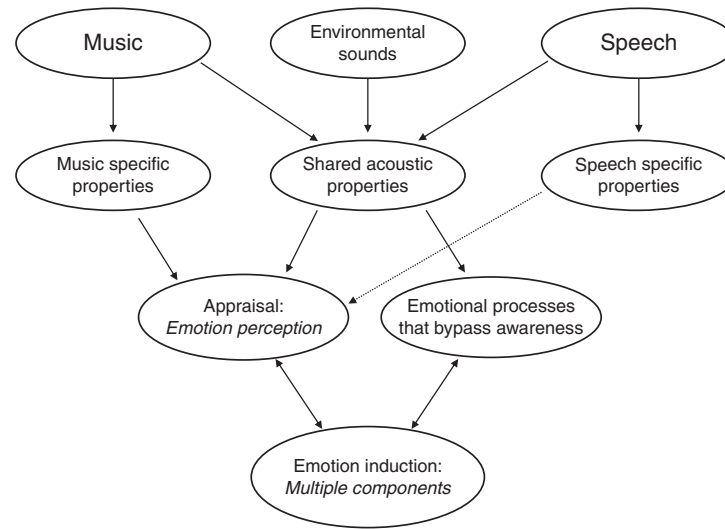 Music
Environmental
sounds
Speech
Music specific
properties
Shared acoustic
properties
Speech specific
properties
Appraisal:
Emotion perception
Emotional processes
that bypass awareness
Emotion induction:
Multiple components